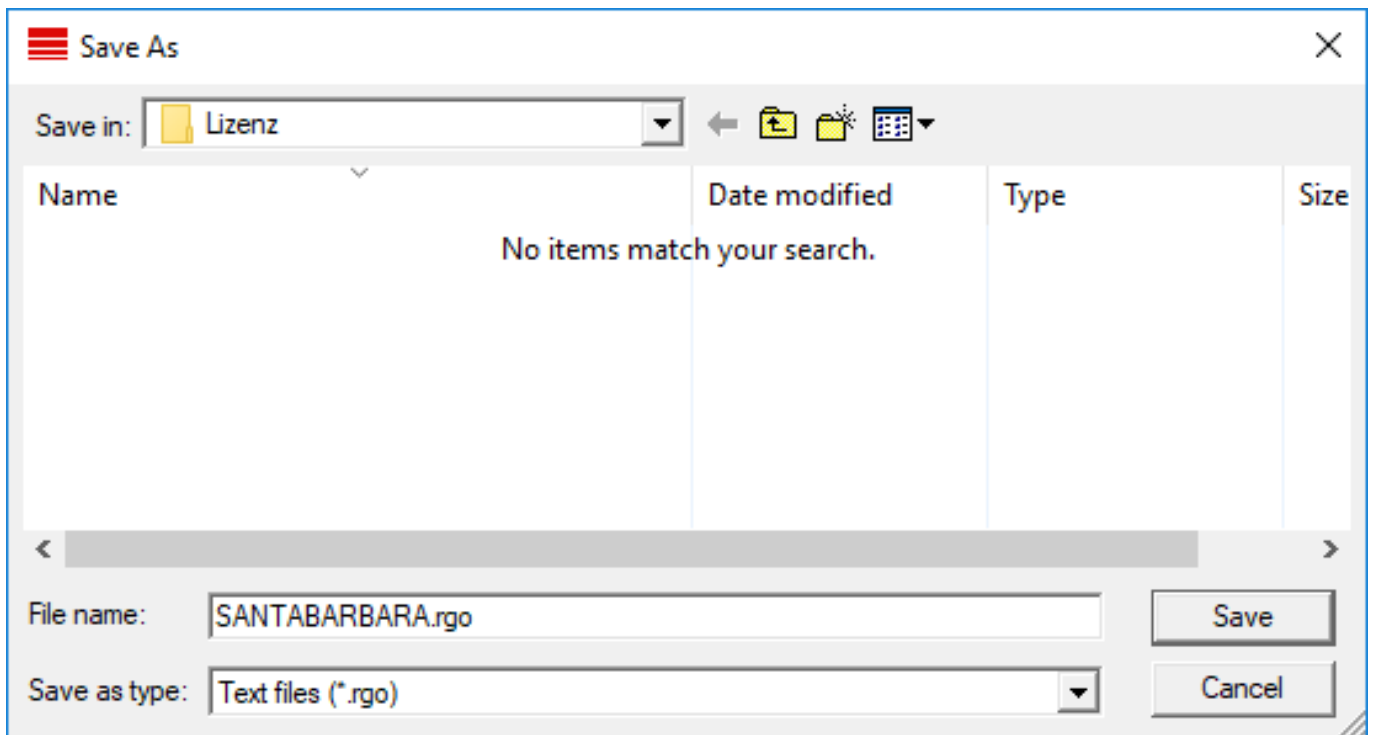 Save As
Save in: Lizenz
Name Date modified Type Size
No items match your search.
File name: SANTABARBARA.rgo Save
Save as type: Text files (*.rgo) Cancel